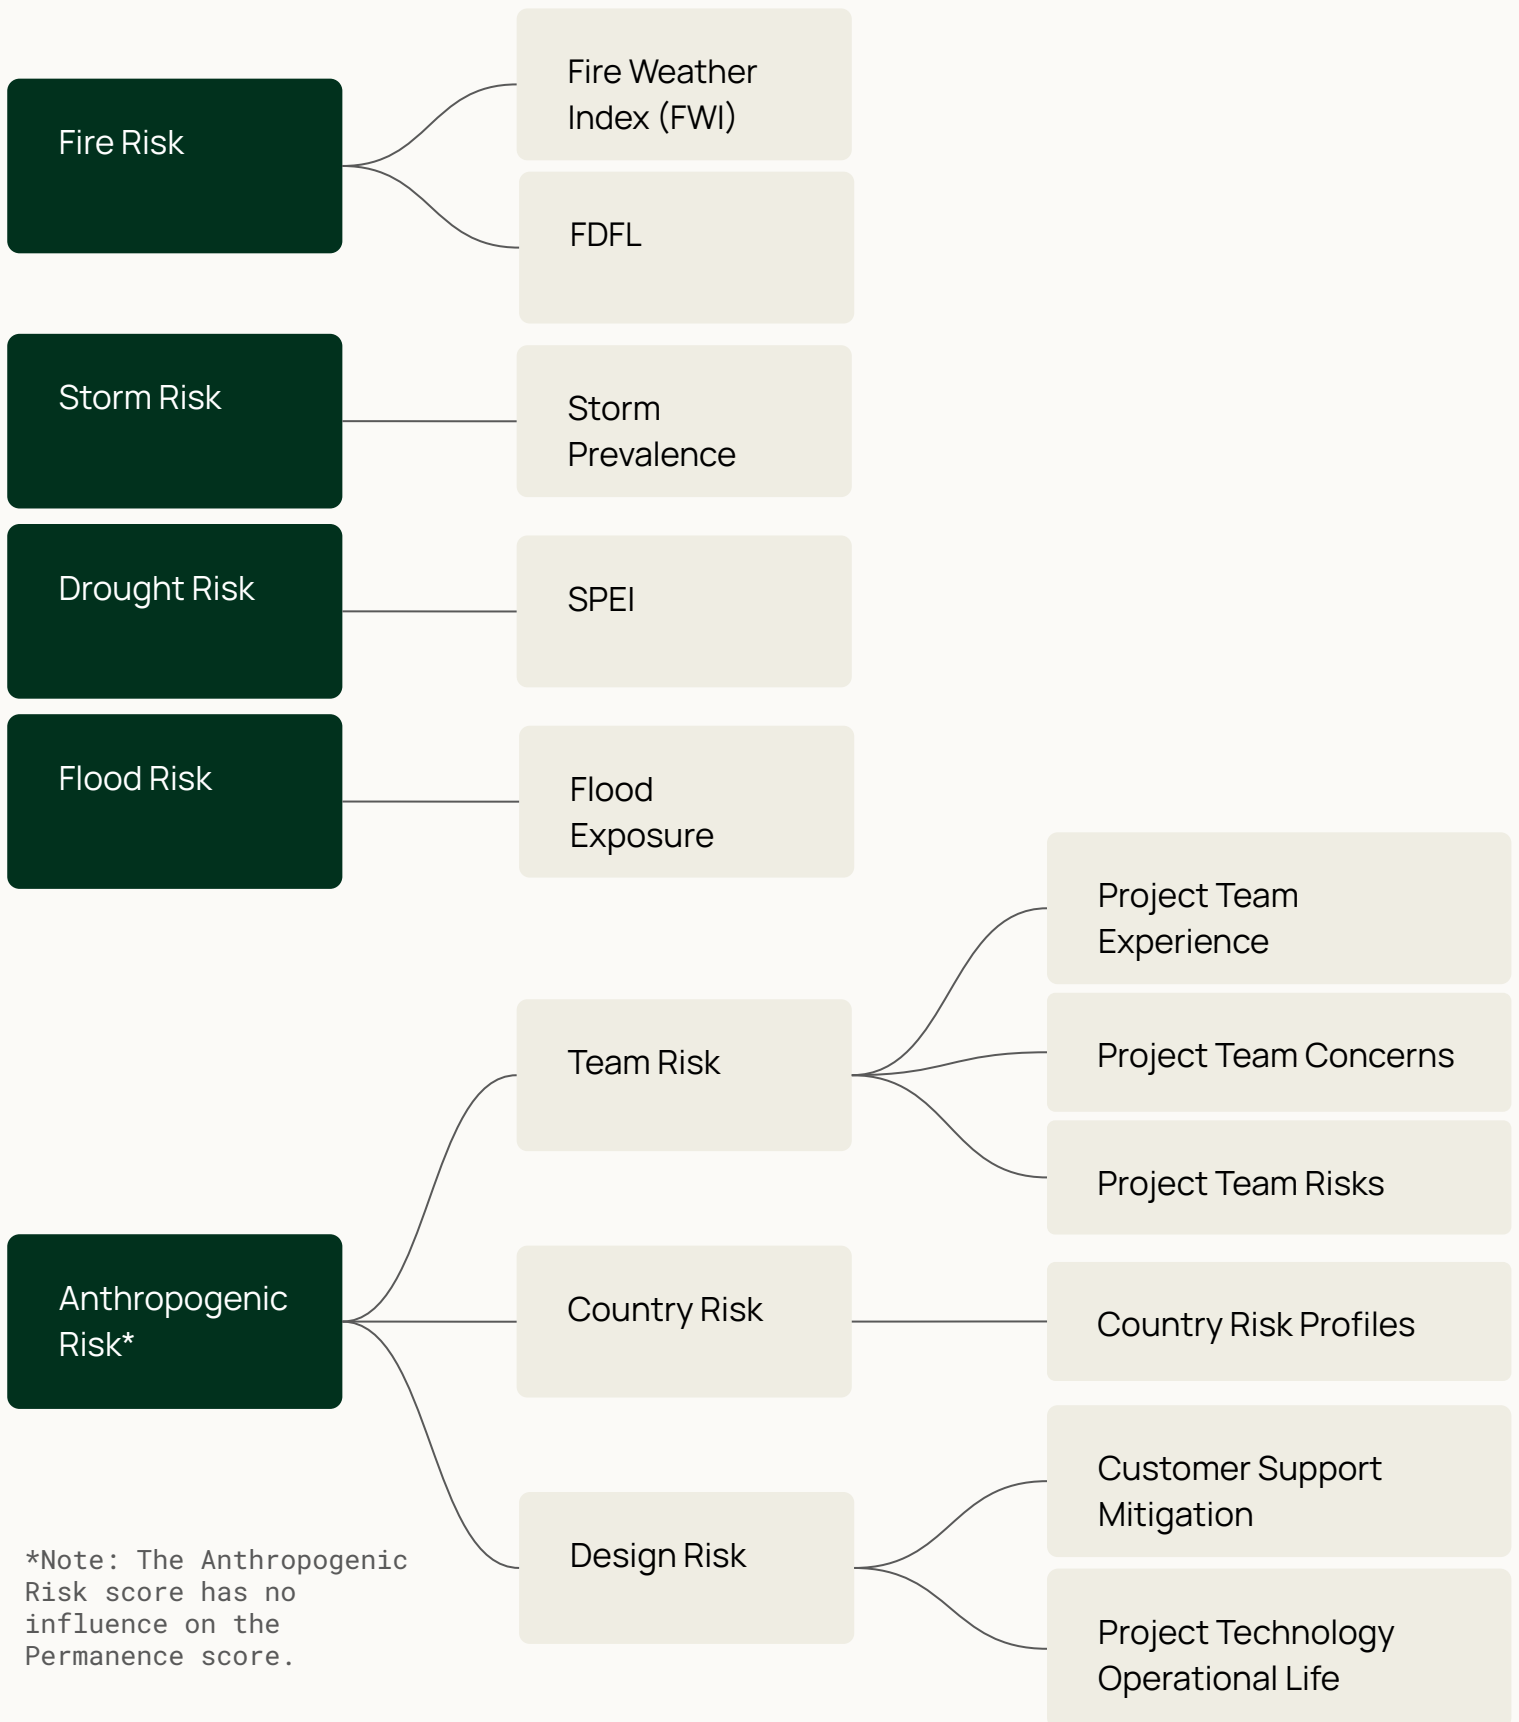 Fire Risk
Fire Weather
Index (FWI)
FDFL
Storm Risk
Storm
Prevalence
Drought Risk
SPEI
Flood Risk
Flood
Exposure
Anthropogenic
Risk*
Team Risk
Project Team
Experience
Project Team Concerns
Project Team Risks
Country Risk
Country Risk Profiles
Design Risk
Customer Support
Mitigation
Project Technology
Operational Life
*Note: The Anthropogenic
Risk score has no
influence on the
Permanence score.